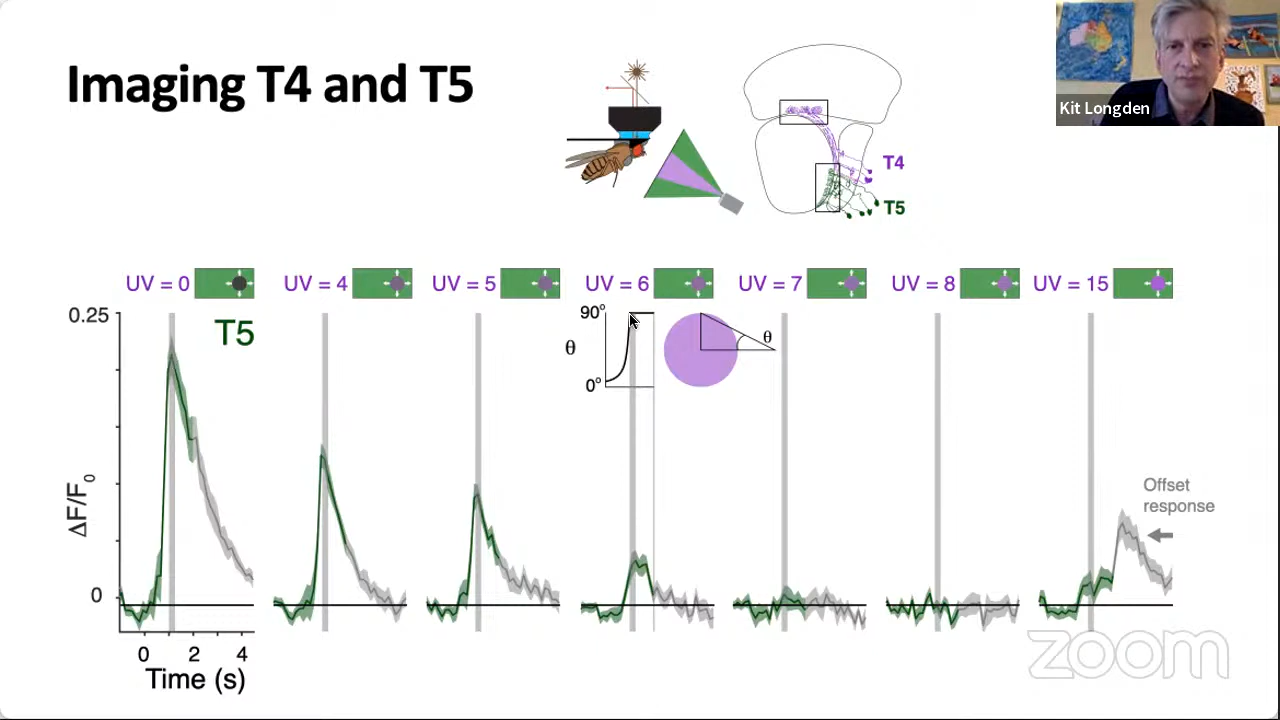 Imaging T4 and T5
Kit Longden
T4
T5
UV = 0
UV = 4
UV = 5
UV = 6
UV = 7
UV = 8
UV = 15
0.25
T5
90°
θ
0°
θ
ΔF/F₀
Offset
response
0
0 2 4
Time (s)
zoom